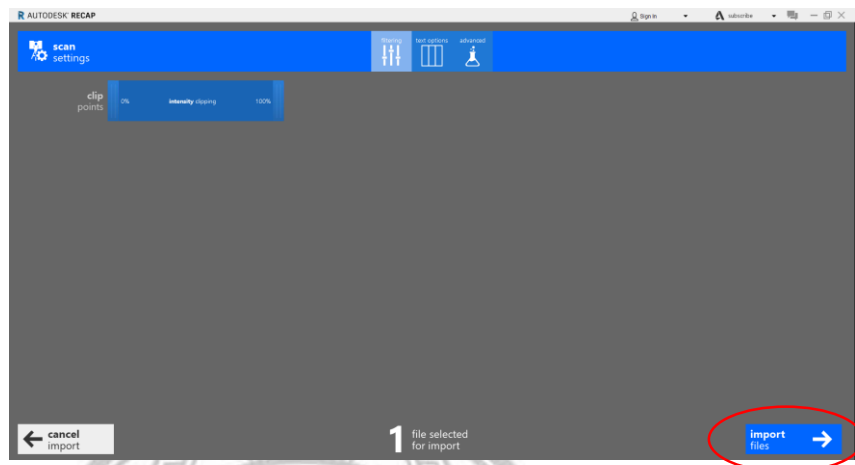 R AUTODESK® RECAP
Sign In
subscribe
scan
settings
filtering
text options
advanced
clip
points
0%
intensity clipping
100%
cancel
import
1
file selected
for import
import
files